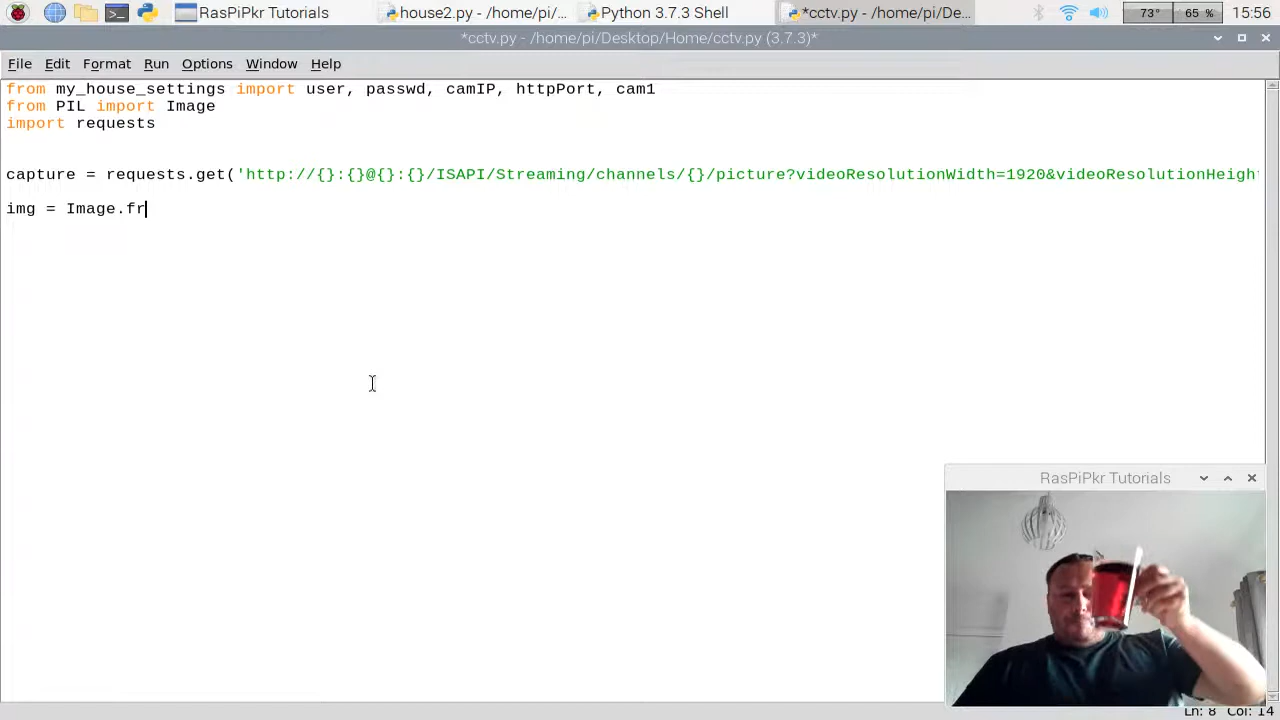 RasPiPkr Tutorials
house2.py - /home/pi/...
Python 3.7.3 Shell
*cctv.py - /home/pi/De...
73°
65 %
15:56
*cctv.py - /home/pi/Desktop/Home/cctv.py (3.7.3)*
File Edit Format Run Options Window Help
from my_house_settings import user, passwd, camIP, httpPort, cam1
from PIL import Image
import requests
capture = requests.get('http://{}:{}@{}:{}/ISAPI/Streaming/channels/{}/picture?videoResolutionWidth=1920&videoResolutionHeight
img = Image.fr
RasPiPkr Tutorials
Ln: 8 Col: 14